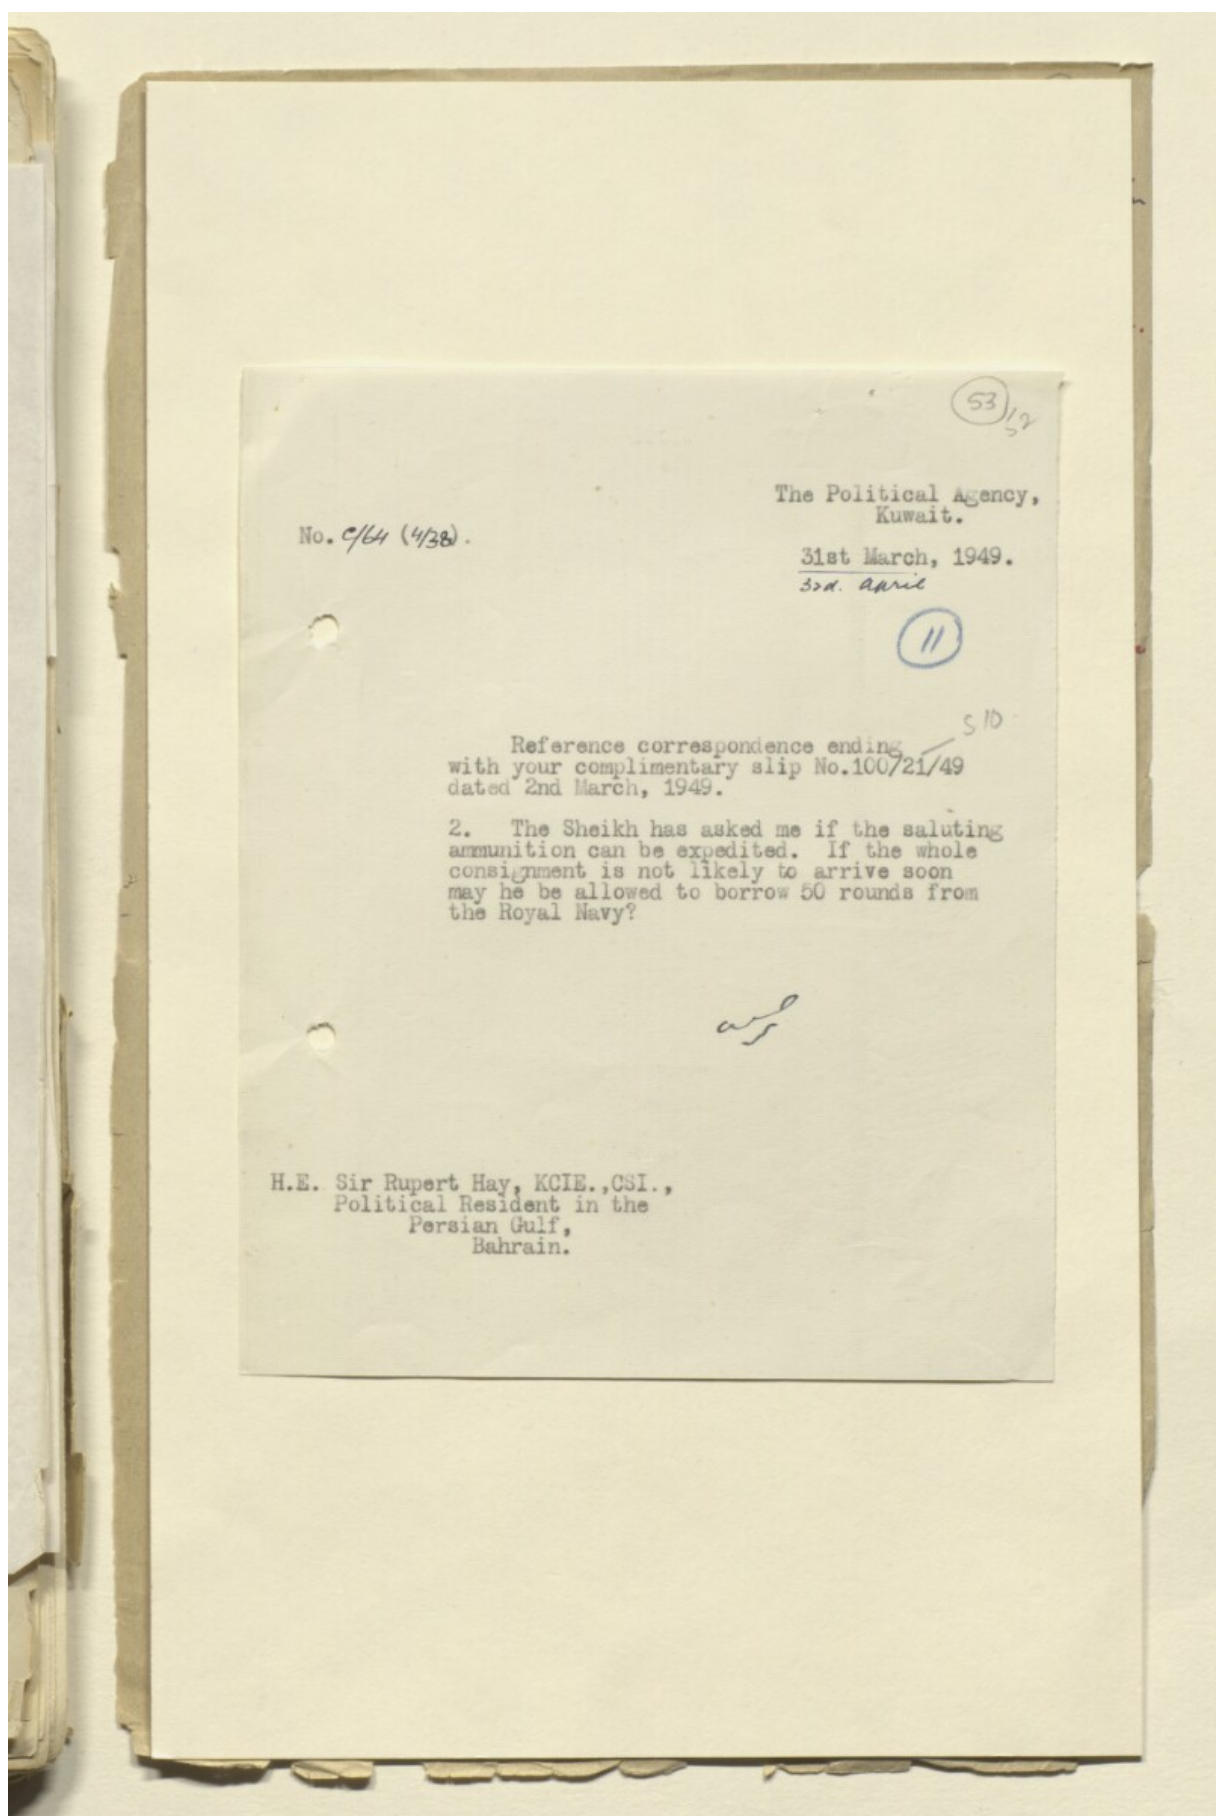 53
The Political Agency,
Kuwait.
No. C/64 (4/38).
31st March, 1949.
3rd. April
11
S 10
Reference correspondence ending
with your complimentary slip No.100/21/49
dated 2nd March, 1949.
2. The Sheikh has asked me if the saluting
ammunition can be expedited. If the whole
consignment is not likely to arrive soon
may he be allowed to borrow 50 rounds from
the Royal Navy?
H.E. Sir Rupert Hay, KCIE.,CSI.,
Political Resident in the
Persian Gulf,
Bahrain.